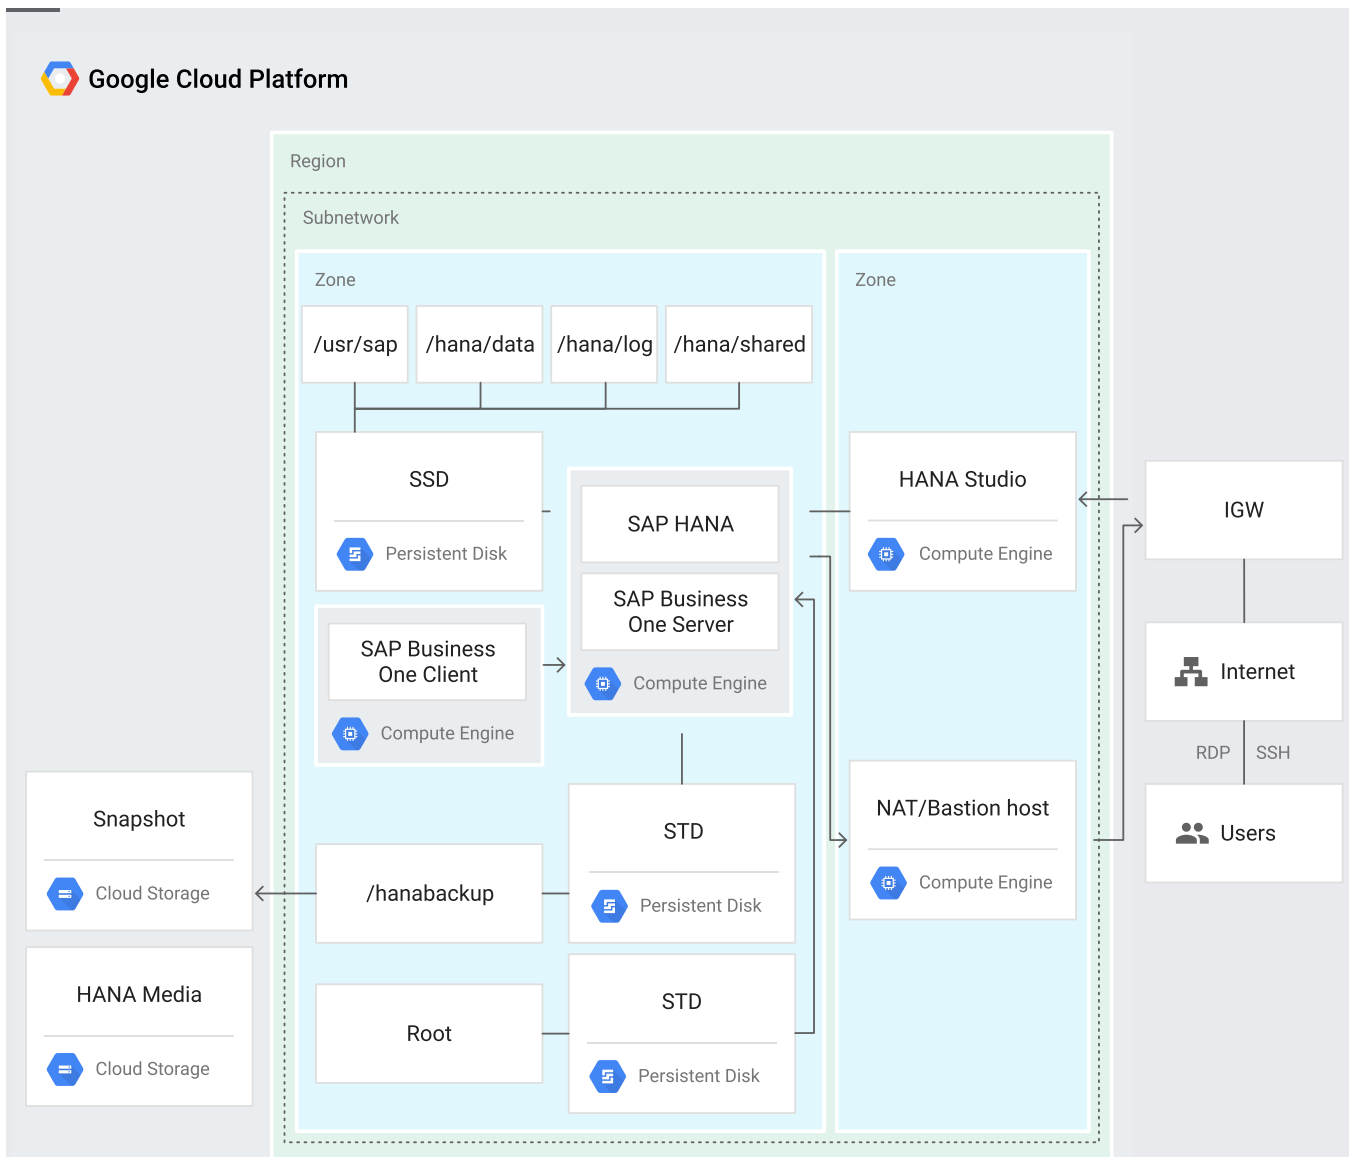 Google Cloud Platform
Region
Subnetwork
Zone
Zone
/usr/sap
/hana/data
/hana/log
/hana/shared
SSD
Persistent Disk
SAP HANA
SAP Business
One Server
Compute Engine
HANA Studio
Compute Engine
IGW
SAP Business
One Client
Compute Engine
Internet
RDP
SSH
Users
Snapshot
Cloud Storage
/hanabackup
STD
Persistent Disk
NAT/Bastion host
Compute Engine
HANA Media
Cloud Storage
Root
STD
Persistent Disk